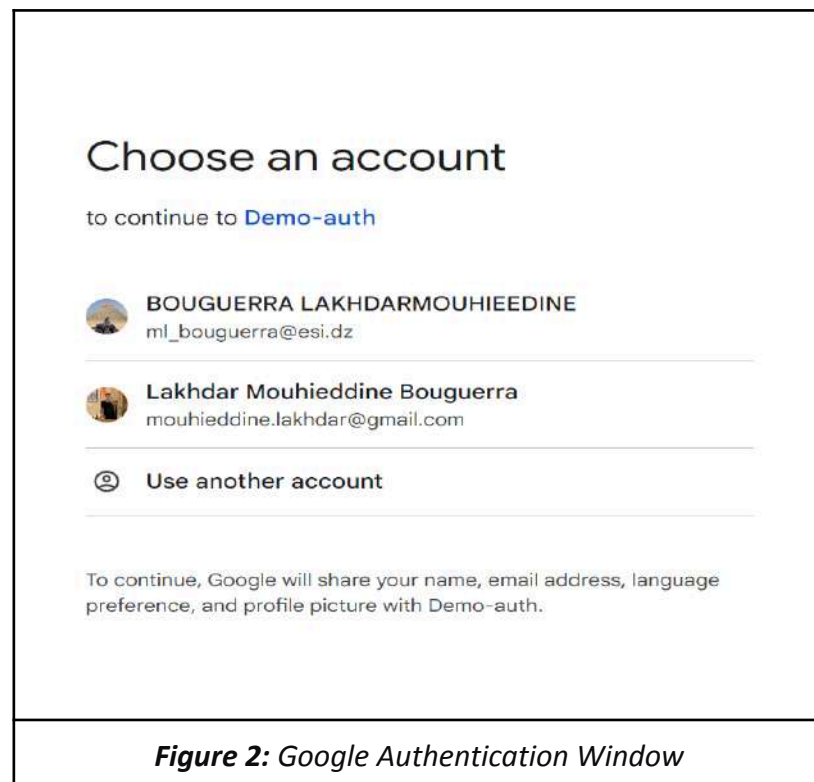 Choose an account
to continue to Demo-auth
BOUGUERRA LAKHDARMOUHIEEDINE
ml_bouguerra@esi.dz
Lakhdar Mouhieddine Bouguerra
mouhieddine.lakhdar@gmail.com
Use another account
To continue, Google will share your name, email address, language
preference, and profile picture with Demo-auth.
Figure 2: Google Authentication Window